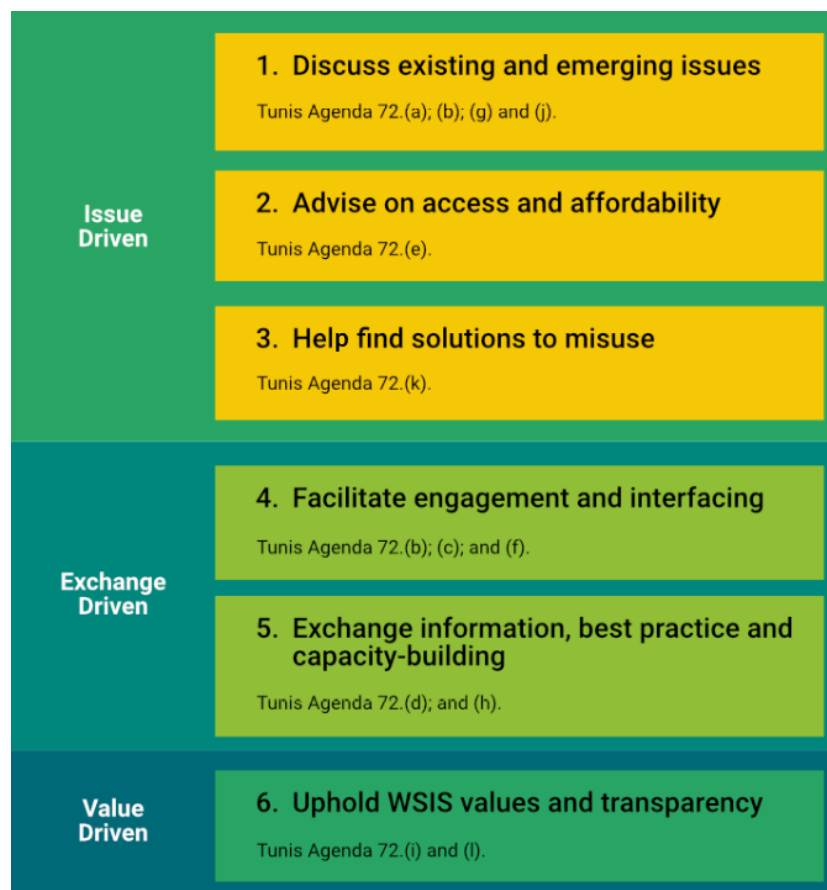 Issue
Driven
1. Discuss existing and emerging issues
Tunis Agenda 72.(a); (b); (g) and (j).
2. Advise on access and affordability
Tunis Agenda 72.(e).
3. Help find solutions to misuse
Tunis Agenda 72.(k).
Exchange
Driven
4. Facilitate engagement and interfacing
Tunis Agenda 72.(b); (c); and (f).
5. Exchange information, best practice and
capacity-building
Tunis Agenda 72.(d); and (h).
Value
Driven
6. Uphold WSIS values and transparency
Tunis Agenda 72.(i) and (l).